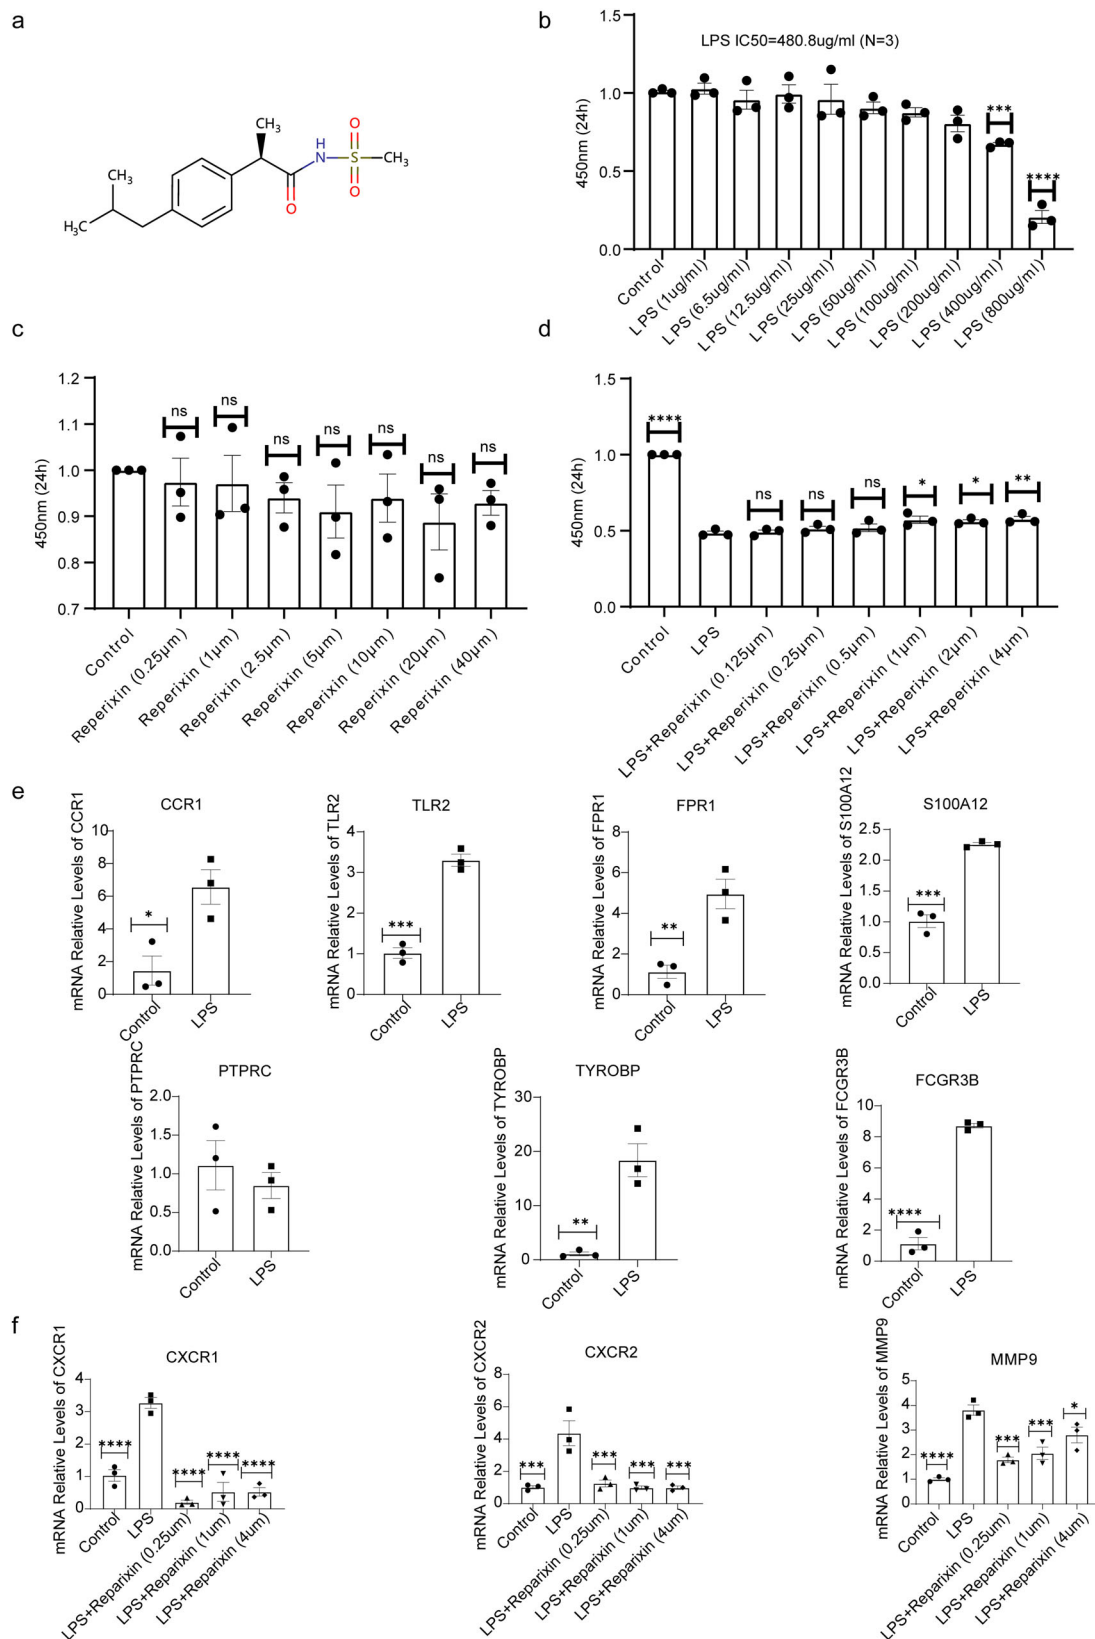 a
CH₃
H₃C
CH₃
O
H
N
S
O
O
CH₃
b
LPS IC50=480.8ug/ml (N=3)
450nm (24h)
1.5
1.0
0.5
0.0
***
****
Control
LPS (1ug/ml)
LPS (6.5ug/ml)
LPS (12.5ug/ml)
LPS (25ug/ml)
LPS (50ug/ml)
LPS (100ug/ml)
LPS (200ug/ml)
LPS (400ug/ml)
LPS (800ug/ml)
c
450nm (24h)
1.2
1.1
1.0
0.9
0.8
0.7
ns
ns
ns
ns
ns
ns
ns
Control
Reperixin (0.25µm)
Reperixin (1µm)
Reperixin (2.5µm)
Reperixin (5µm)
Reperixin (10µm)
Reperixin (20µm)
Reperixin (40µm)
d
450nm (24h)
1.5
1.0
0.5
0.0
****
ns
ns
ns
*
*
**
Control
LPS
LPS+Reperixin (0.125µm)
LPS+Reperixin (0.25µm)
LPS+Reperixin (0.5µm)
LPS+Reperixin (1µm)
LPS+Reperixin (2µm)
LPS+Reperixin (4µm)
e
CCR1
mRNA Relative Levels of CCR1
10
8
6
4
2
0
*
Control
LPS
TLR2
mRNA Relative Levels of TLR2
4
3
2
1
0
***
Control
LPS
FPR1
mRNA Relative Levels of FPR1
8
6
4
2
0
**
Control
LPS
S100A12
mRNA Relative Levels of S100A12
2.5
2.0
1.5
1.0
0.5
0.0
***
Control
LPS
PTPRC
mRNA Relative Levels of PTPRC
2.0
1.5
1.0
0.5
0.0
Control
LPS
TYROBP
mRNA Relative Levels of TYROBP
30
20
10
0
**
Control
LPS
FCGR3B
mRNA Relative Levels of FCGR3B
10
8
6
4
2
0
****
Control
LPS
f
CXCR1
mRNA Relative Levels of CXCR1
4
3
2
1
0
****
****
****
****
Control
LPS
LPS+Reparixin (0.25um)
LPS+Reparixin (1um)
LPS+Reparixin (4um)
CXCR2
mRNA Relative Levels of CXCR2
8
6
4
2
0
***
***
***
***
Control
LPS
LPS+Reparixin (0.25um)
LPS+Reparixin (1um)
LPS+Reparixin (4um)
MMP9
mRNA Relative Levels of MMP9
5
4
3
2
1
0
****
***
***
*
Control
LPS
LPS+Reparixin (0.25um)
LPS+Reparixin (1um)
LPS+Reparixin (4um)